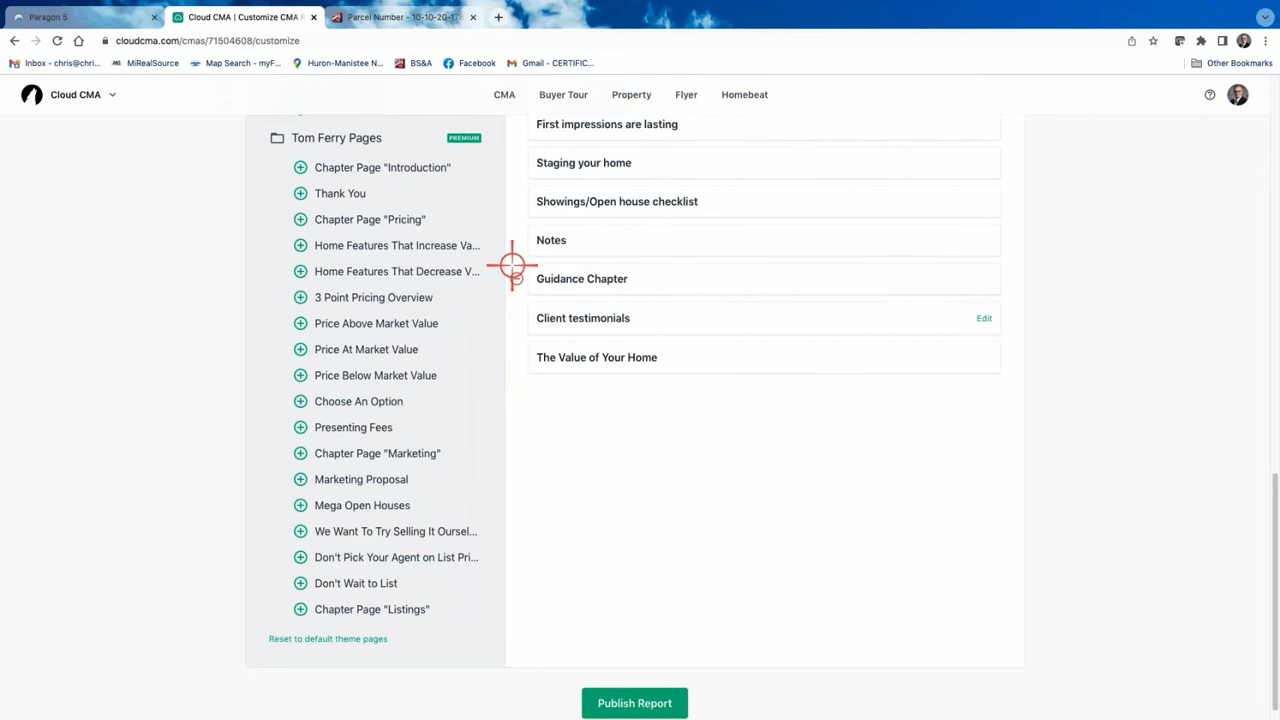 Paragon 5
Cloud CMA | Customize CMA R
Parcel Number - 10-10-20-17
cloudcma.com/cmas/71504608/customize
Inbox - chris@chri...
MiRealSource
Map Search - myF...
Huron-Manistee N...
BS&A
Facebook
Gmail - CERTIFIC...
Other Bookmarks
Cloud CMA
CMA
Buyer Tour
Property
Flyer
Homebeat
Tom Ferry Pages
PREMIUM
Chapter Page "Introduction"
Thank You
Chapter Page "Pricing"
Home Features That Increase Va...
Home Features That Decrease V...
3 Point Pricing Overview
Price Above Market Value
Price At Market Value
Price Below Market Value
Choose An Option
Presenting Fees
Chapter Page "Marketing"
Marketing Proposal
Mega Open Houses
We Want To Try Selling It Oursel...
Don't Pick Your Agent on List Pri...
Don't Wait to List
Chapter Page "Listings"
Reset to default theme pages
First impressions are lasting
Staging your home
Showings/Open house checklist
Notes
Guidance Chapter
Client testimonials
Edit
The Value of Your Home
Publish Report